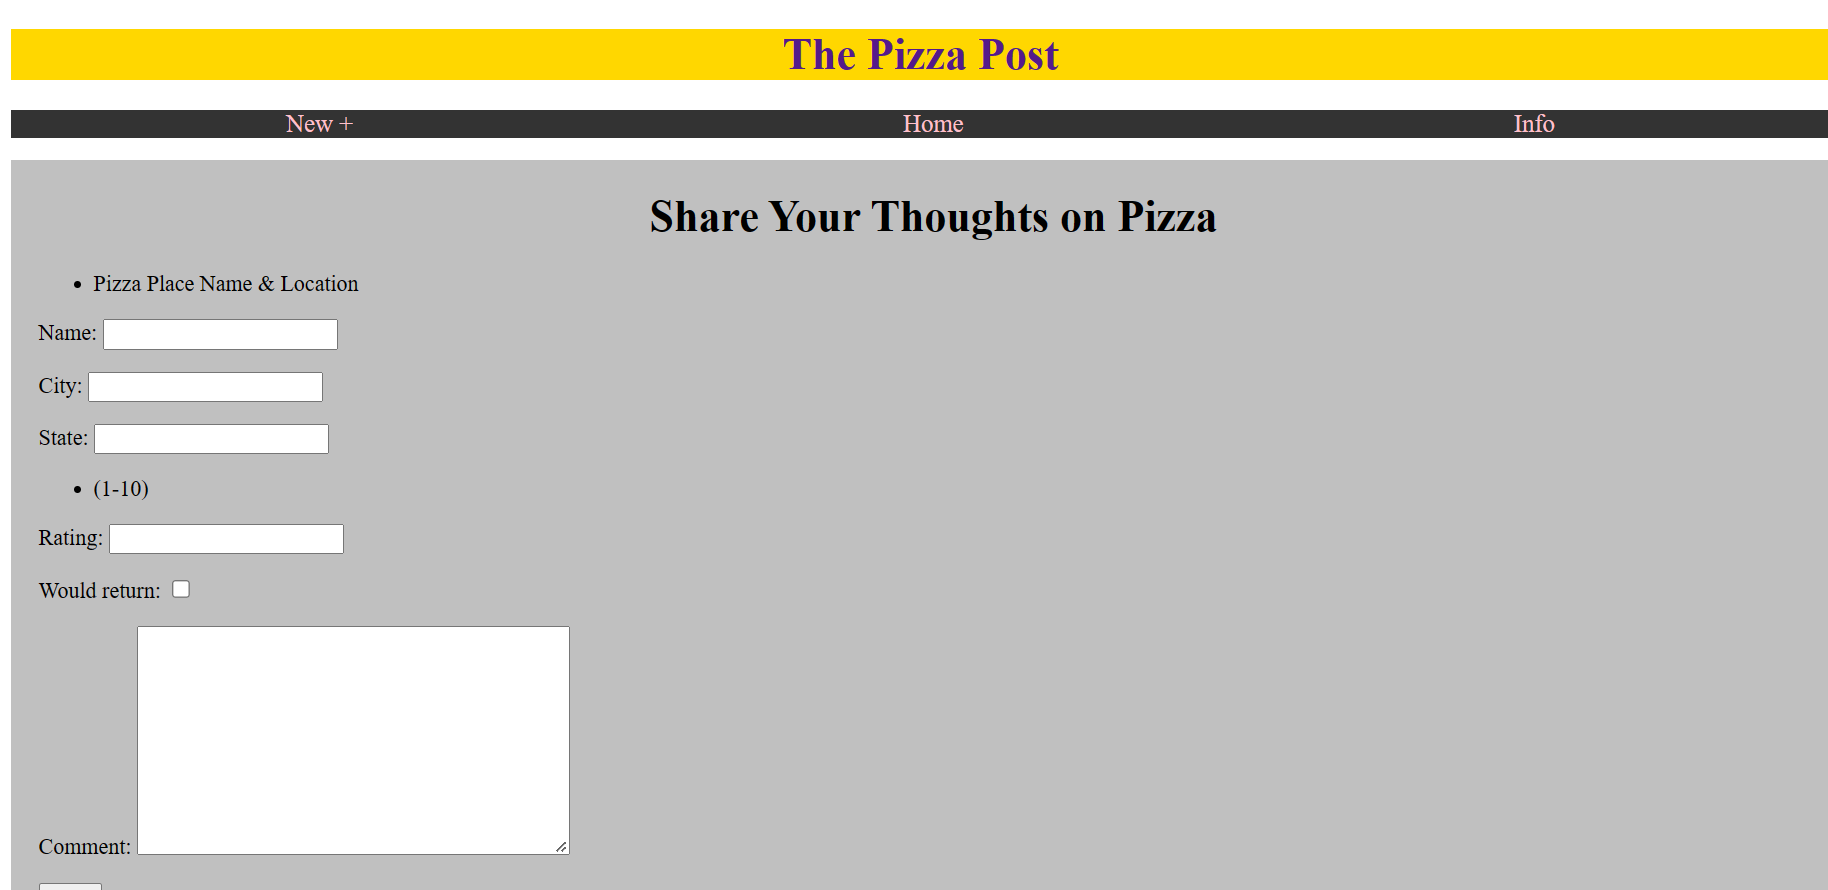 The Pizza Post
New + Home Info
Share Your Thoughts on Pizza
• Pizza Place Name & Location
Name:
City:
State:
• (1-10)
Rating:
Would return:
Comment: